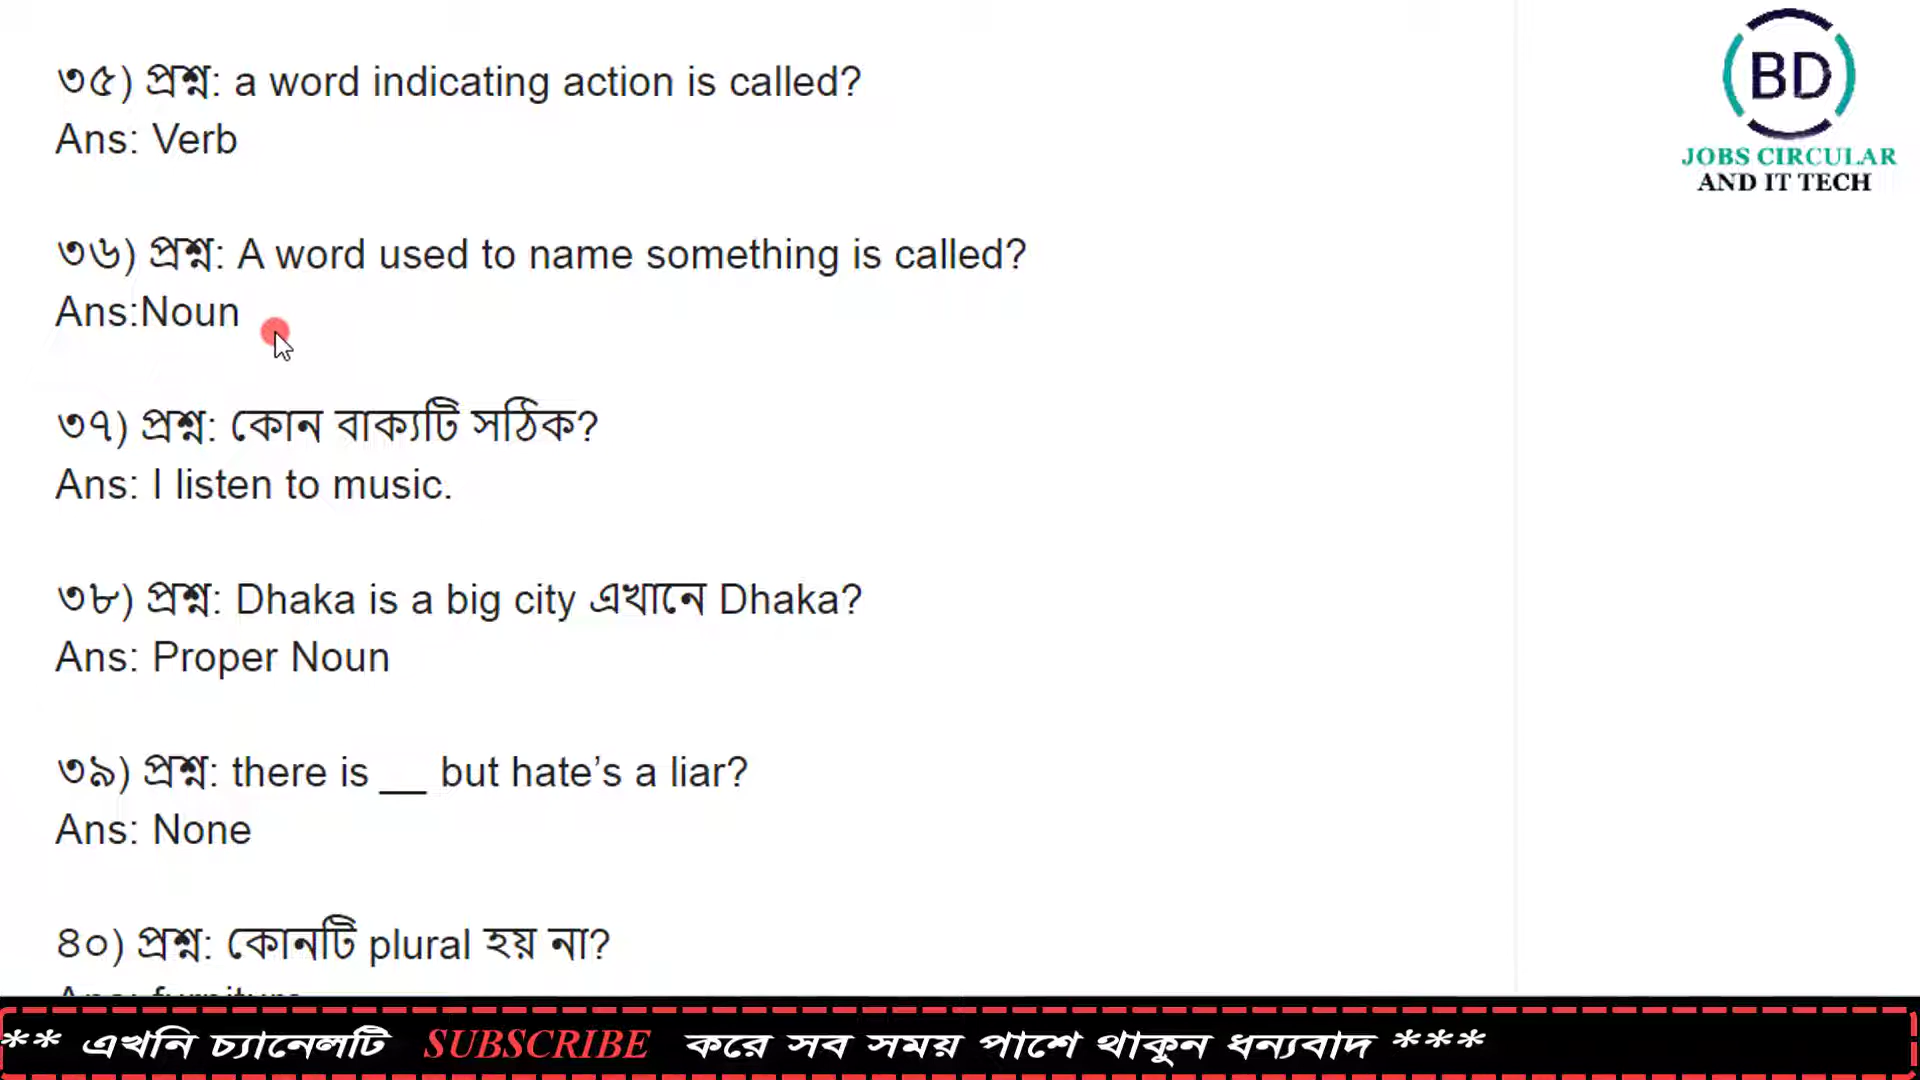 ৩৫) প্রশ্ন: a word indicating action is called?
Ans: Verb
৩৬) প্রশ্ন: A word used to name something is called?
Ans:Noun
৩৭) প্রশ্ন: কোন বাক্যটি সঠিক?
Ans: I listen to music.
৩৮) প্রশ্ন: Dhaka is a big city এখানে Dhaka?
Ans: Proper Noun
৩৯) প্রশ্ন: there is __ but hate’s a liar?
Ans: None
৪০) প্রশ্ন: কোনটি plural হয় না?
Ans: furniture
BD
JOBS CIRCULAR
AND IT TECH
** এখনি চ্যানেলটি SUBSCRIBE করে সব সময় পাশে থাকুন ধন্যবাদ ***